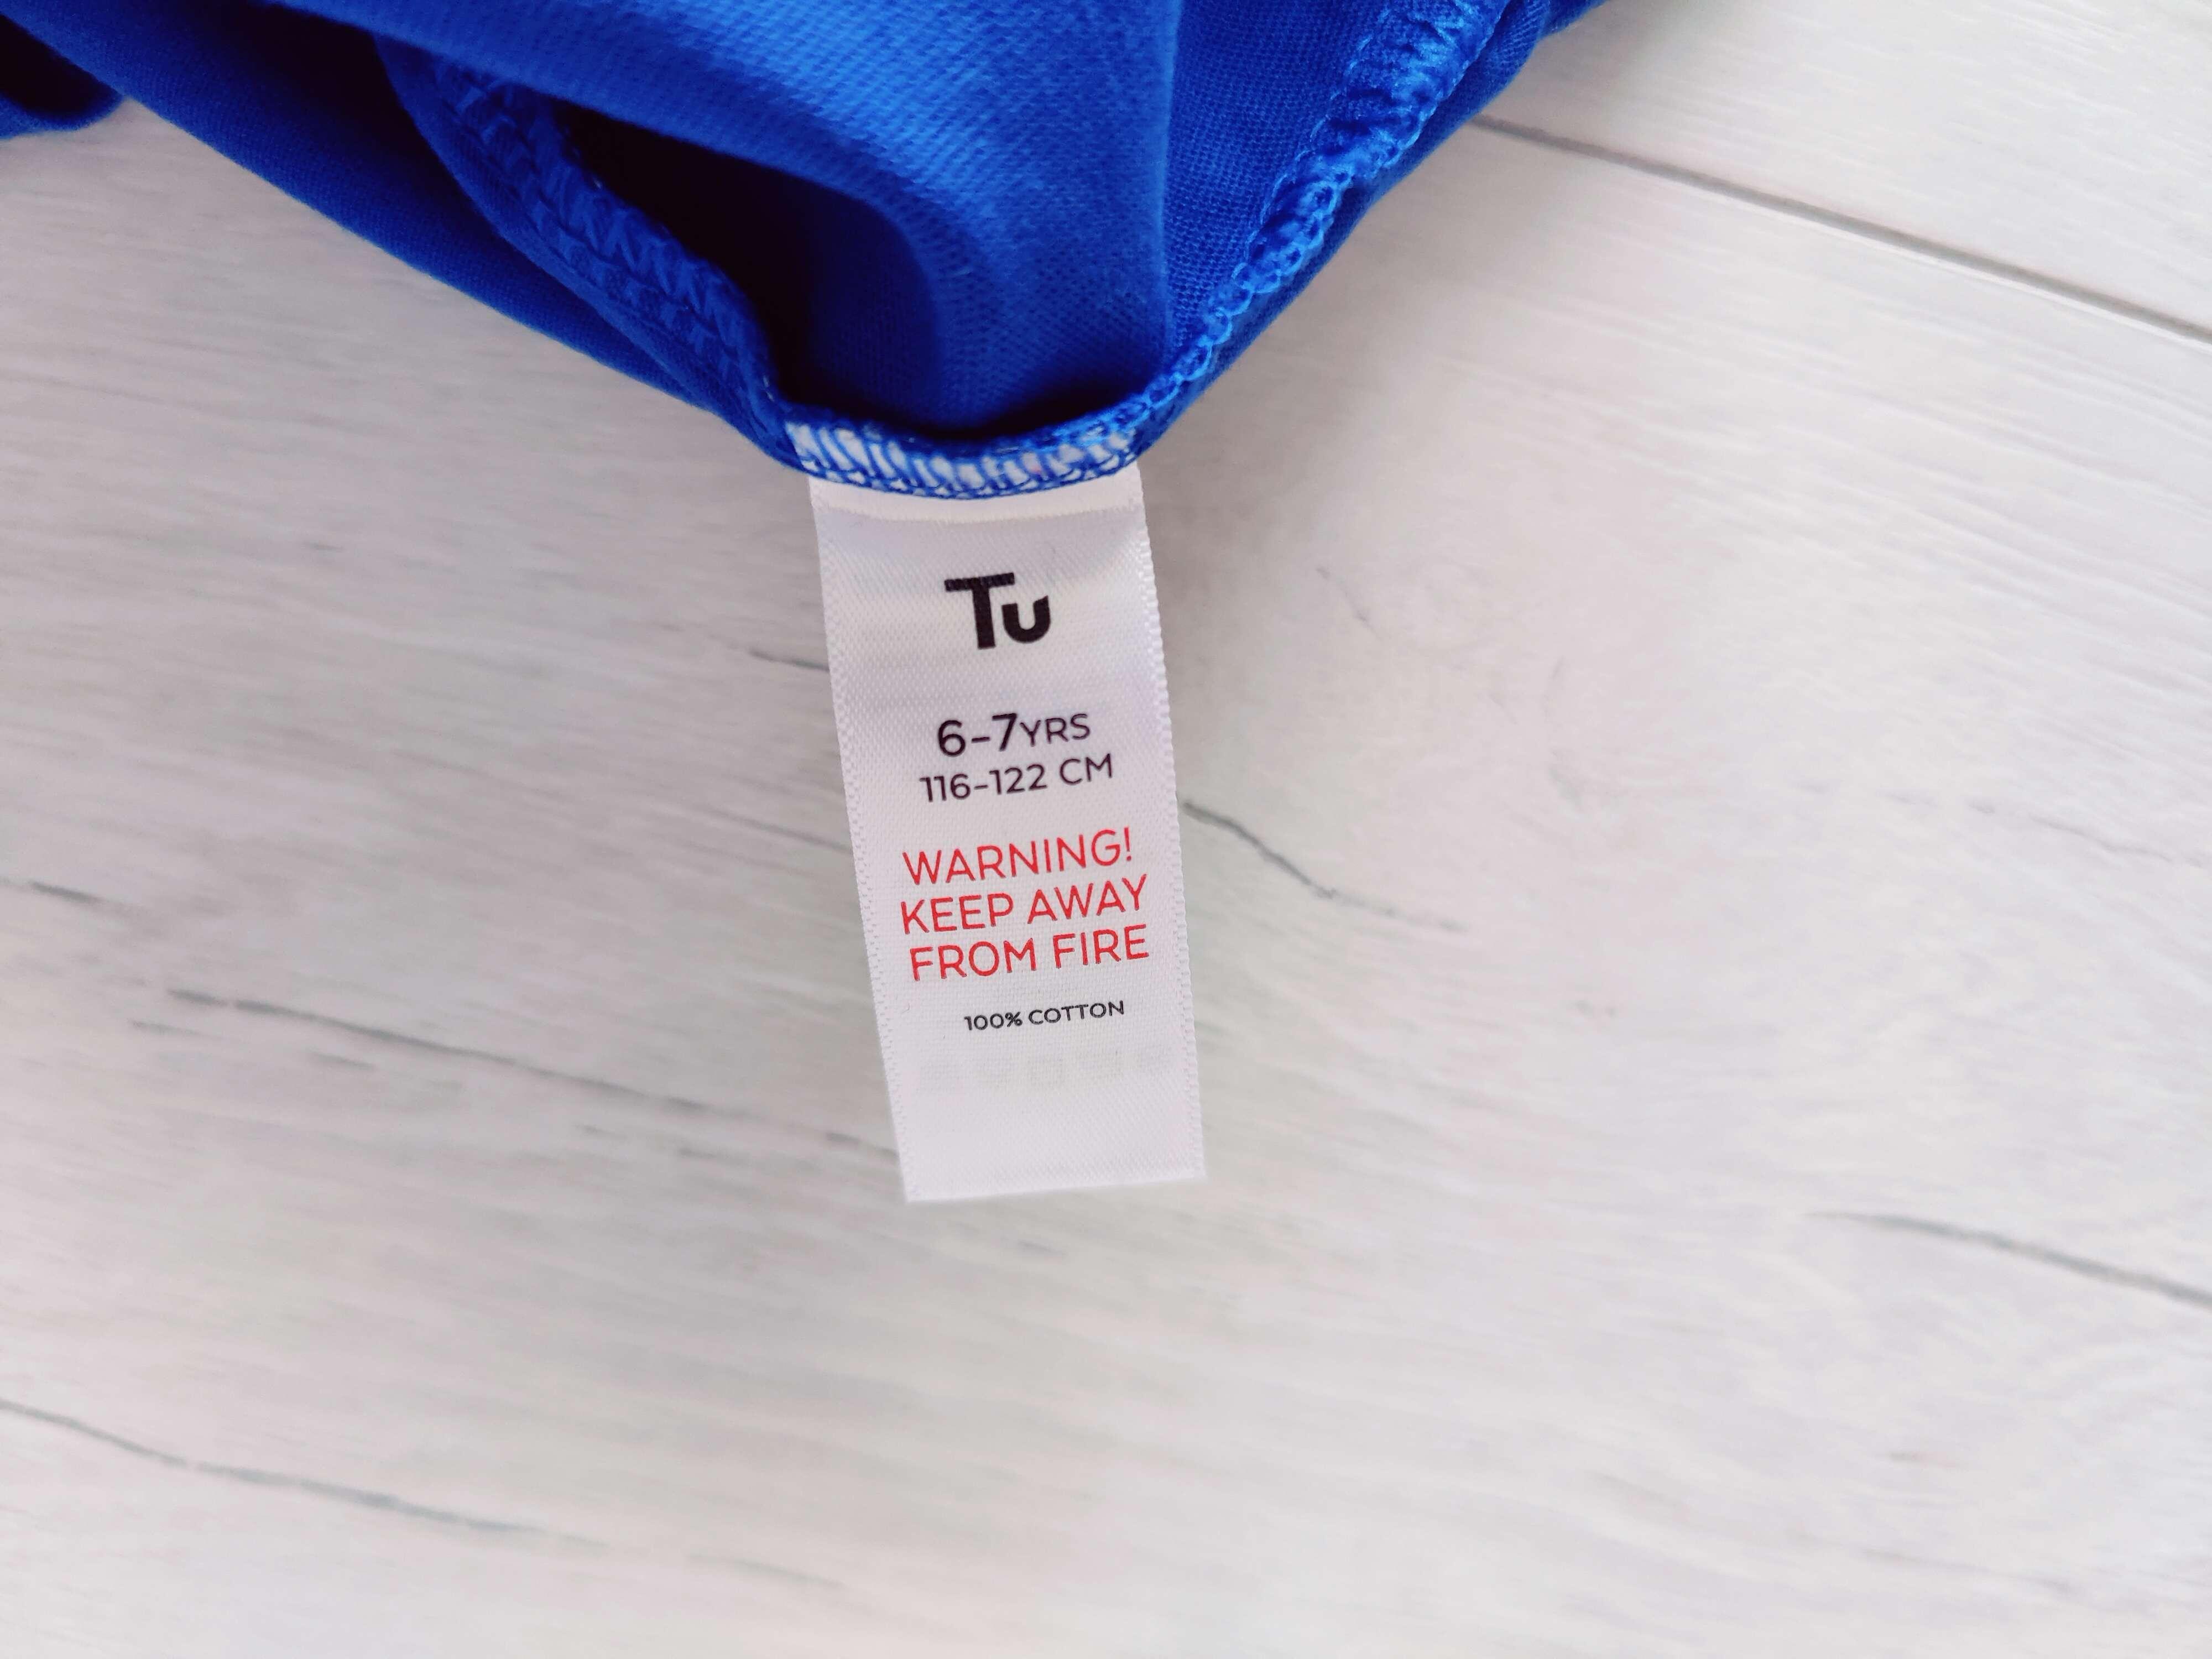 Tu
6-7YRS
116-122 CM
WARNING!
KEEP AWAY
FROM FIRE
100% COTTON